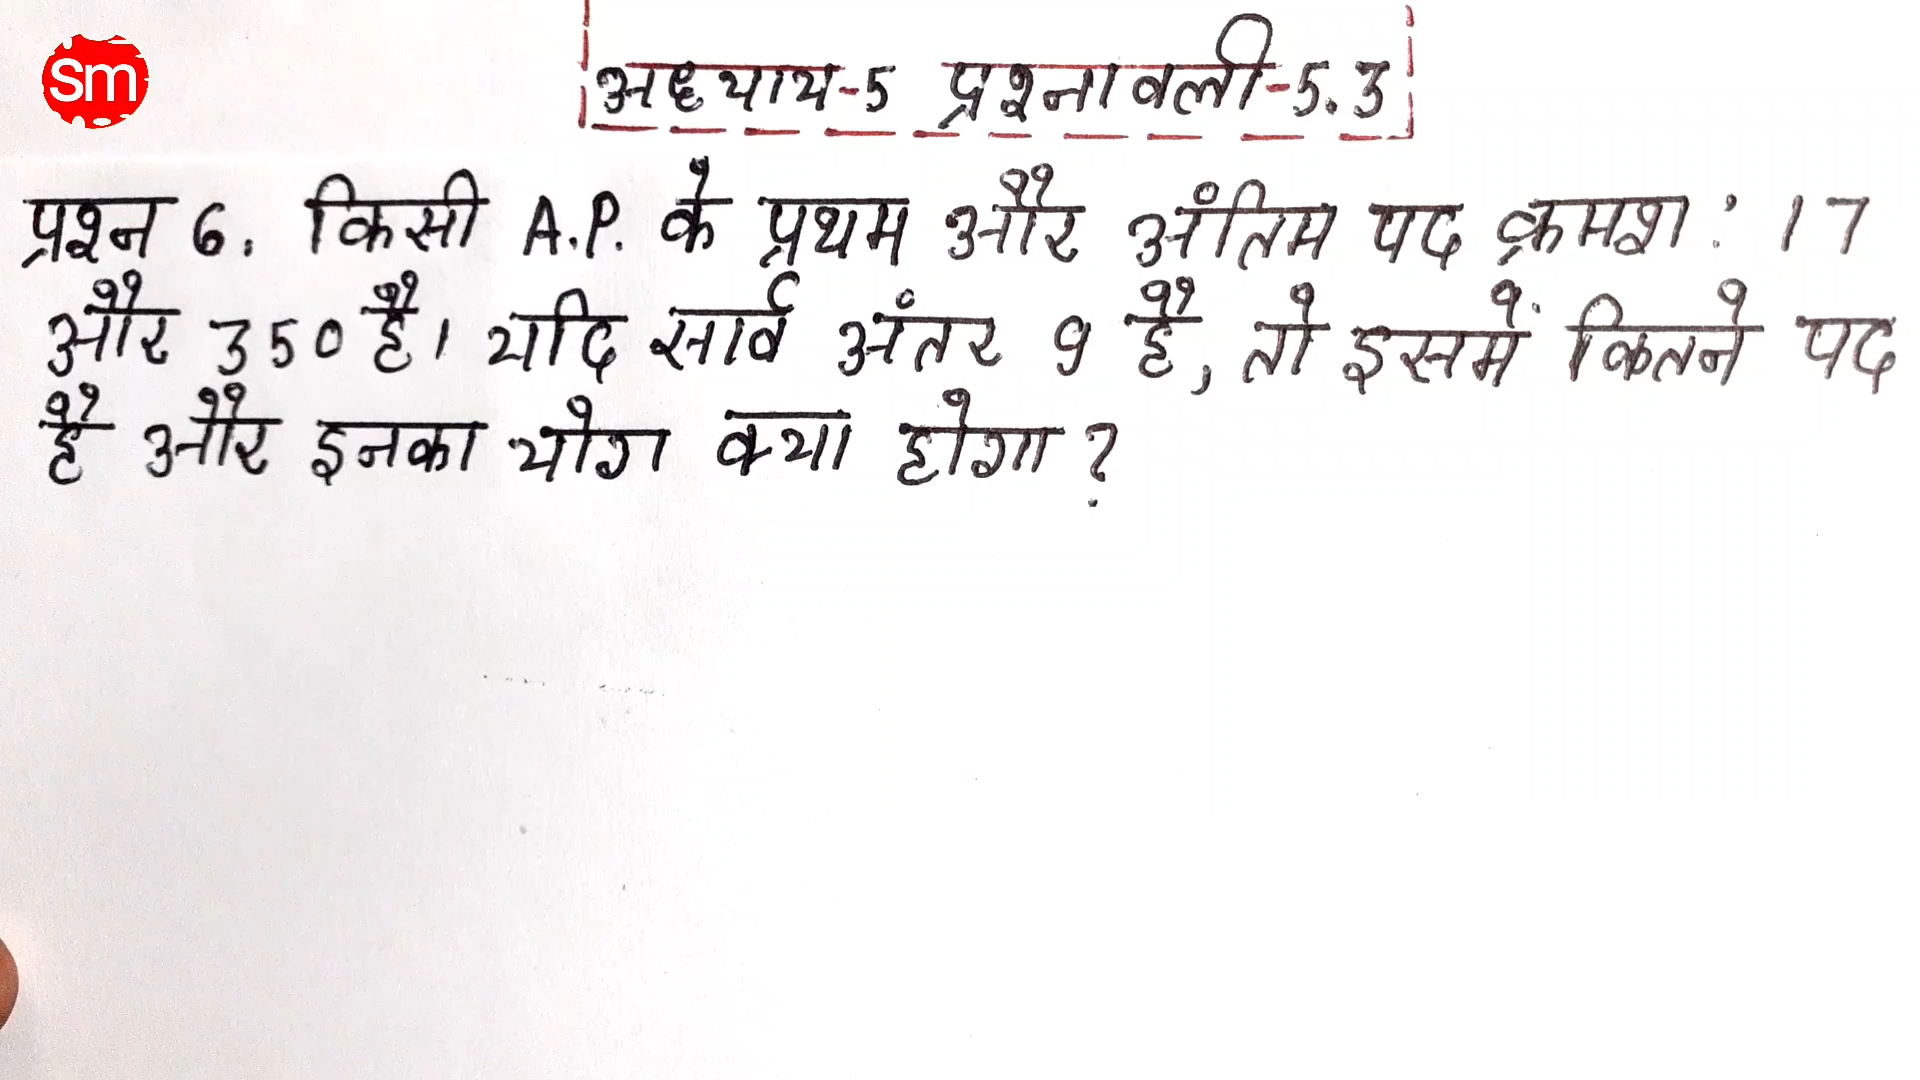 Sm
अध्याय-5 प्रश्नावली-5.3
प्रश्न 6. किसी A.P. के प्रथम और अंतिम पद क्रमश: 17
और 350 है। यदि सार्व अंतर 9 है, तो इसमें कितने पद
है और इनका योग क्या होगा?